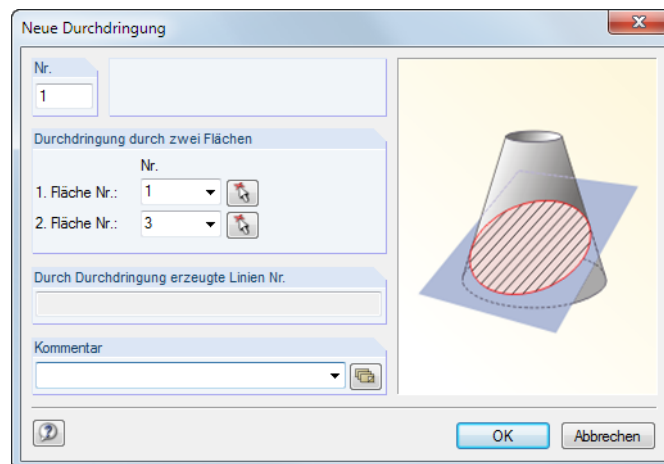 Neue Durchdringung
Nr.
1
Durchdringung durch zwei Flächen
Nr.
1. Fläche Nr.: 1
2. Fläche Nr.: 3
Durch Durchdringung erzeugte Linien Nr.
Kommentar
OK Abbrechen